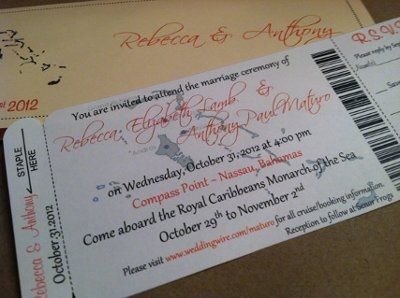 Rebecca & Anthony
2012
You are invited to attend the marriage ceremony of
Rebecca Elizabeth Lamb &
Anthony Paul Maturo
on Wednesday, October 31, 2012 at 4:00 pm
Compass Point - Nassau, Bahamas
Come aboard the Royal Caribbeans Monarch of the Sea
October 29th to November 2nd
Please visit www.weddingwire.com/maturo for all cruise/booking information.
Reception to follow at Senor Frogs
STAPLE
HERE
Rebecca & Anthony
October 31, 2012
R.S.V.P
Please reply by